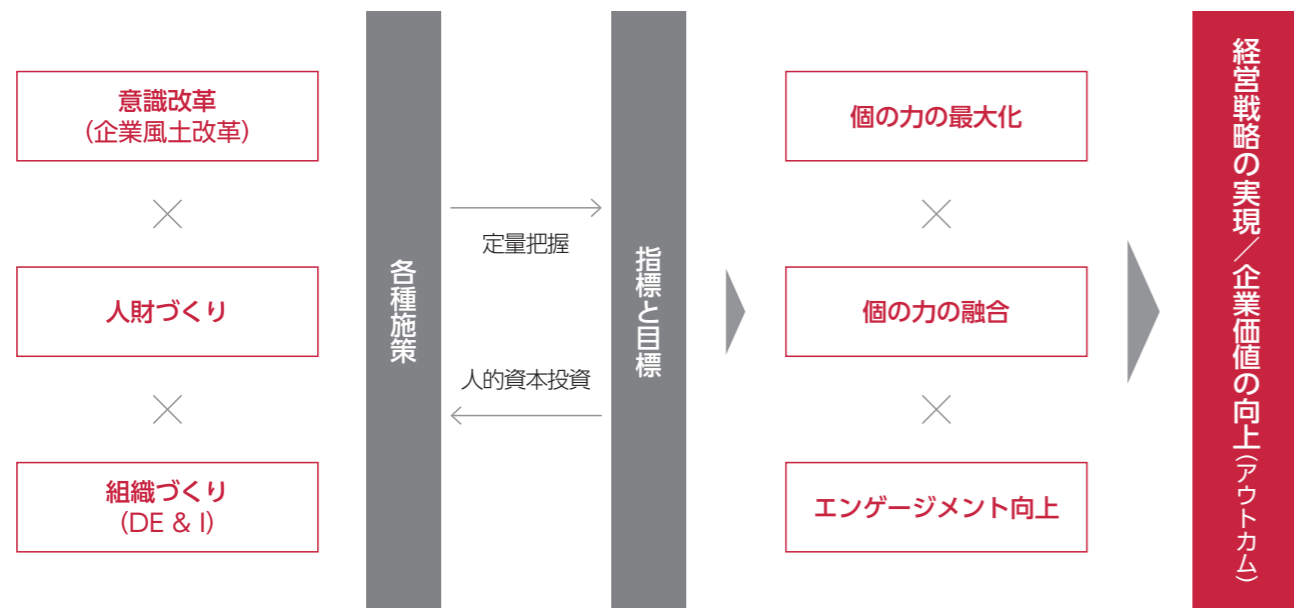 意識改革
（企業風土改革）
×
人財づくり
×
組織づくり
（DE & I）
各種施策
定量把握
人的資本投資
指標と目標
個の力の最大化
×
個の力の融合
×
エンゲージメント向上
経営戦略の実現／企業価値の向上（アウトカム）